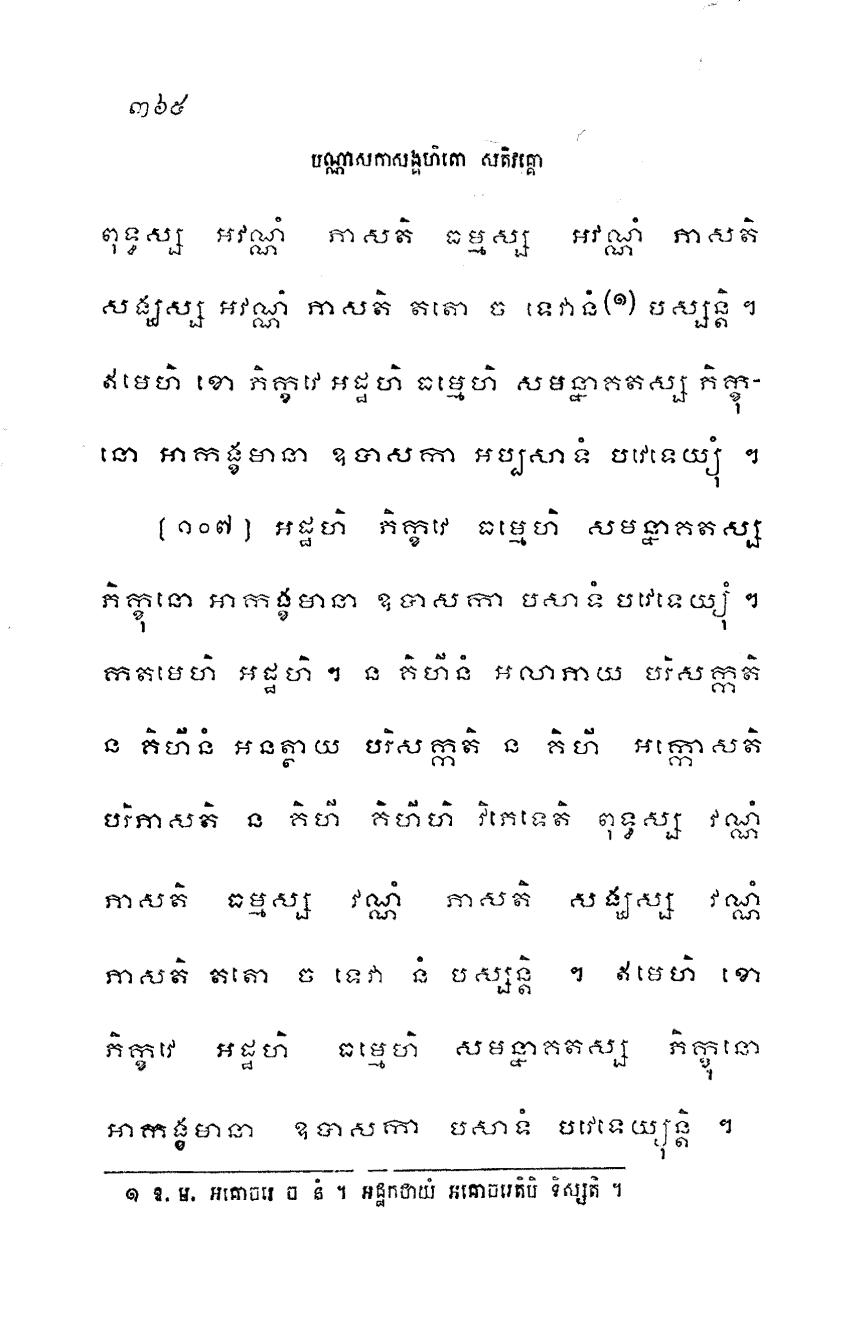 ៣៦៥
បណ្ណាសកាសង្គហិតោ សតិវគ្គោ
ពុទ្ធស្ស អវណ្ណំ ភាសតិ ធម្មស្ស អវណ្ណំ ភាសតិ
សង្ឃស្ស អវណ្ណំ ភាសតិ តតោ ច ទេវានំ(១) បស្សន្តិ ។
ឥមេហិ ខោ ភិក្ខវេ អដ្ឋហិ ធម្មេហិ សមន្នាគតស្ស ភិក្ខុ-
នោ អាកង្ខមានា ឧបាសកា អប្បសាទំ បវេទេយ្យុំ ។
[១០៧] អដ្ឋហិ ភិក្ខវេ ធម្មេហិ សមន្នាគតស្ស
ភិក្ខុនោ អាកង្ខមានា ឧបាសកា បសាទំ បវេទេយ្យុំ ។
កតមេហិ អដ្ឋហិ ។ ន គិហីនំ អលាភាយ បរិសក្កតិ
ន គិហីនំ អនត្ថាយ បរិសក្កតិ ន គិហី អក្កោសតិ
បរិភាសតិ ន គិហី គិហីហិ វិភេទេតិ ពុទ្ធស្ស វណ្ណំ
ភាសតិ ធម្មស្ស វណ្ណំ ភាសតិ សង្ឃស្ស វណ្ណំ
ភាសតិ តតោ ច ទេវា នំ បស្សន្តិ ។ ឥមេហិ ខោ
ភិក្ខវេ អដ្ឋហិ ធម្មេហិ សមន្នាគតស្ស ភិក្ខុនោ
អាកង្ខមានា ឧបាសកា បសាទំ បវេទេយ្យុន្តិ ។
១ ឱ. ម. អគោចរេ ច នំ ។ អដ្ឋកថាយំ អគោចរេតិបិ ទិស្សតិ ។